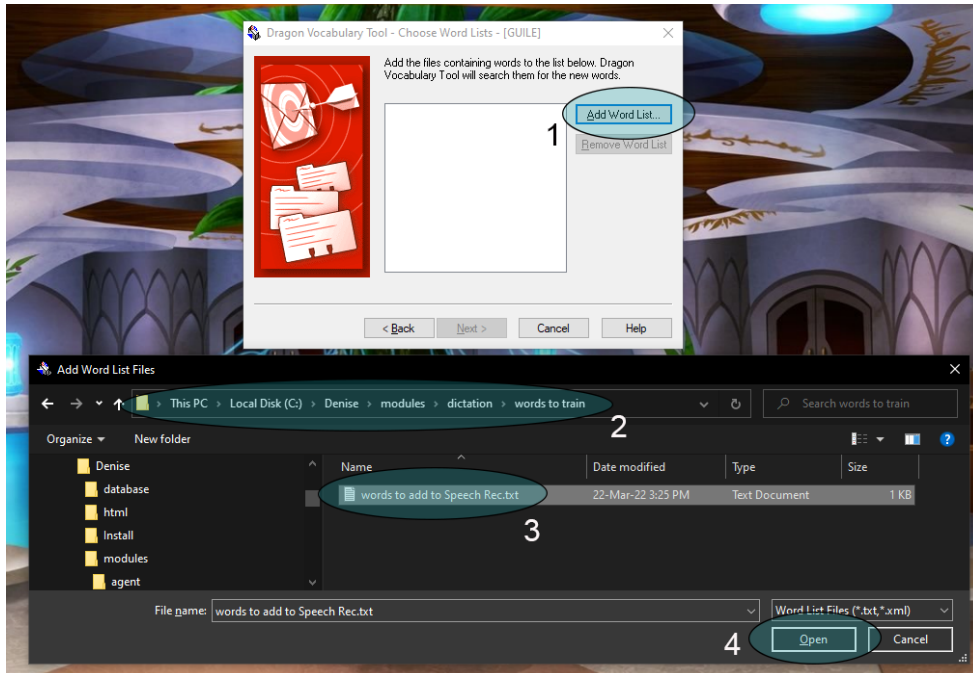 Dragon Vocabulary Tool - Choose Word Lists - [GUILE]
Add the files containing words to the list below. Dragon
Vocabulary Tool will search them for the new words.
Add Word List...
1
Remove Word List
< Back Next > Cancel Help
Add Word List Files
This PC > Local Disk (C:) > Denise > modules > dictation > words to train
Search words to train
2
Organize New folder
Denise
database
html
Install
modules
agent
Name Date modified Type Size
words to add to Speech Rec.txt 22-Mar-22 3:25 PM Text Document 1 KB
3
File name: words to add to Speech Rec.txt Word List Files (*.txt,*.xml)
4
Open Cancel